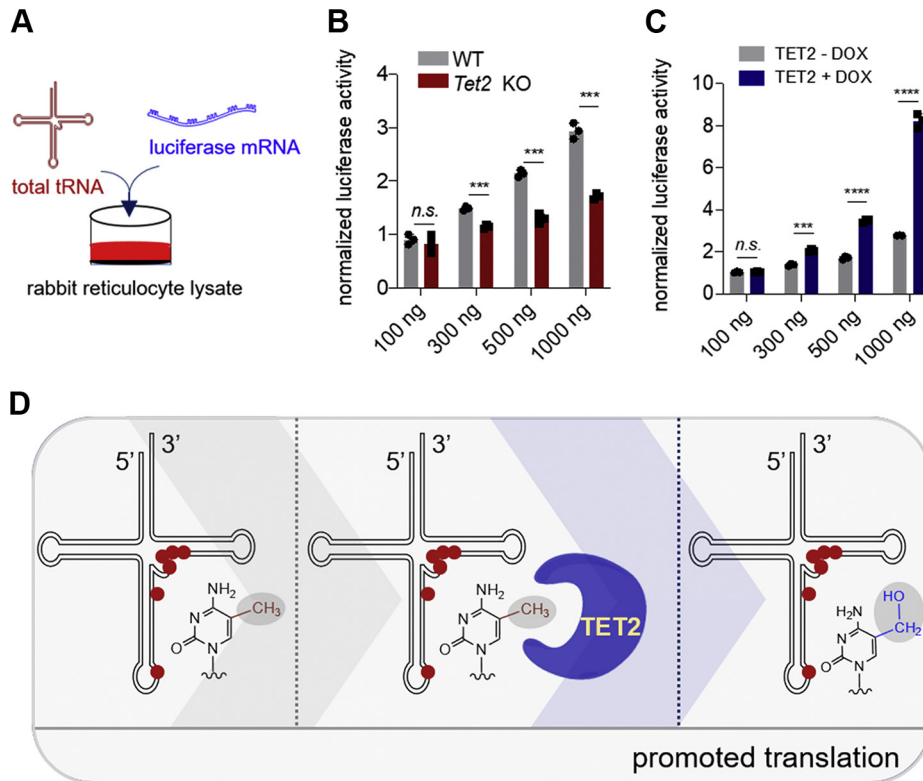 A
total tRNA
luciferase mRNA
rabbit reticulocyte lysate
B
WT
Tet2 KO
normalized luciferase activity
4
3
2
1
0
n.s.
***
***
***
100 ng
300 ng
500 ng
1000 ng
C
TET2 - DOX
TET2 + DOX
normalized luciferase activity
10
8
6
4
2
0
n.s.
***
****
****
100 ng
300 ng
500 ng
1000 ng
D
5’
3’
NH2
N
CH3
O
N
5’
3’
NH2
N
CH3
O
N
TET2
5’
3’
HO
H2N
CH2
N
O
N
promoted translation